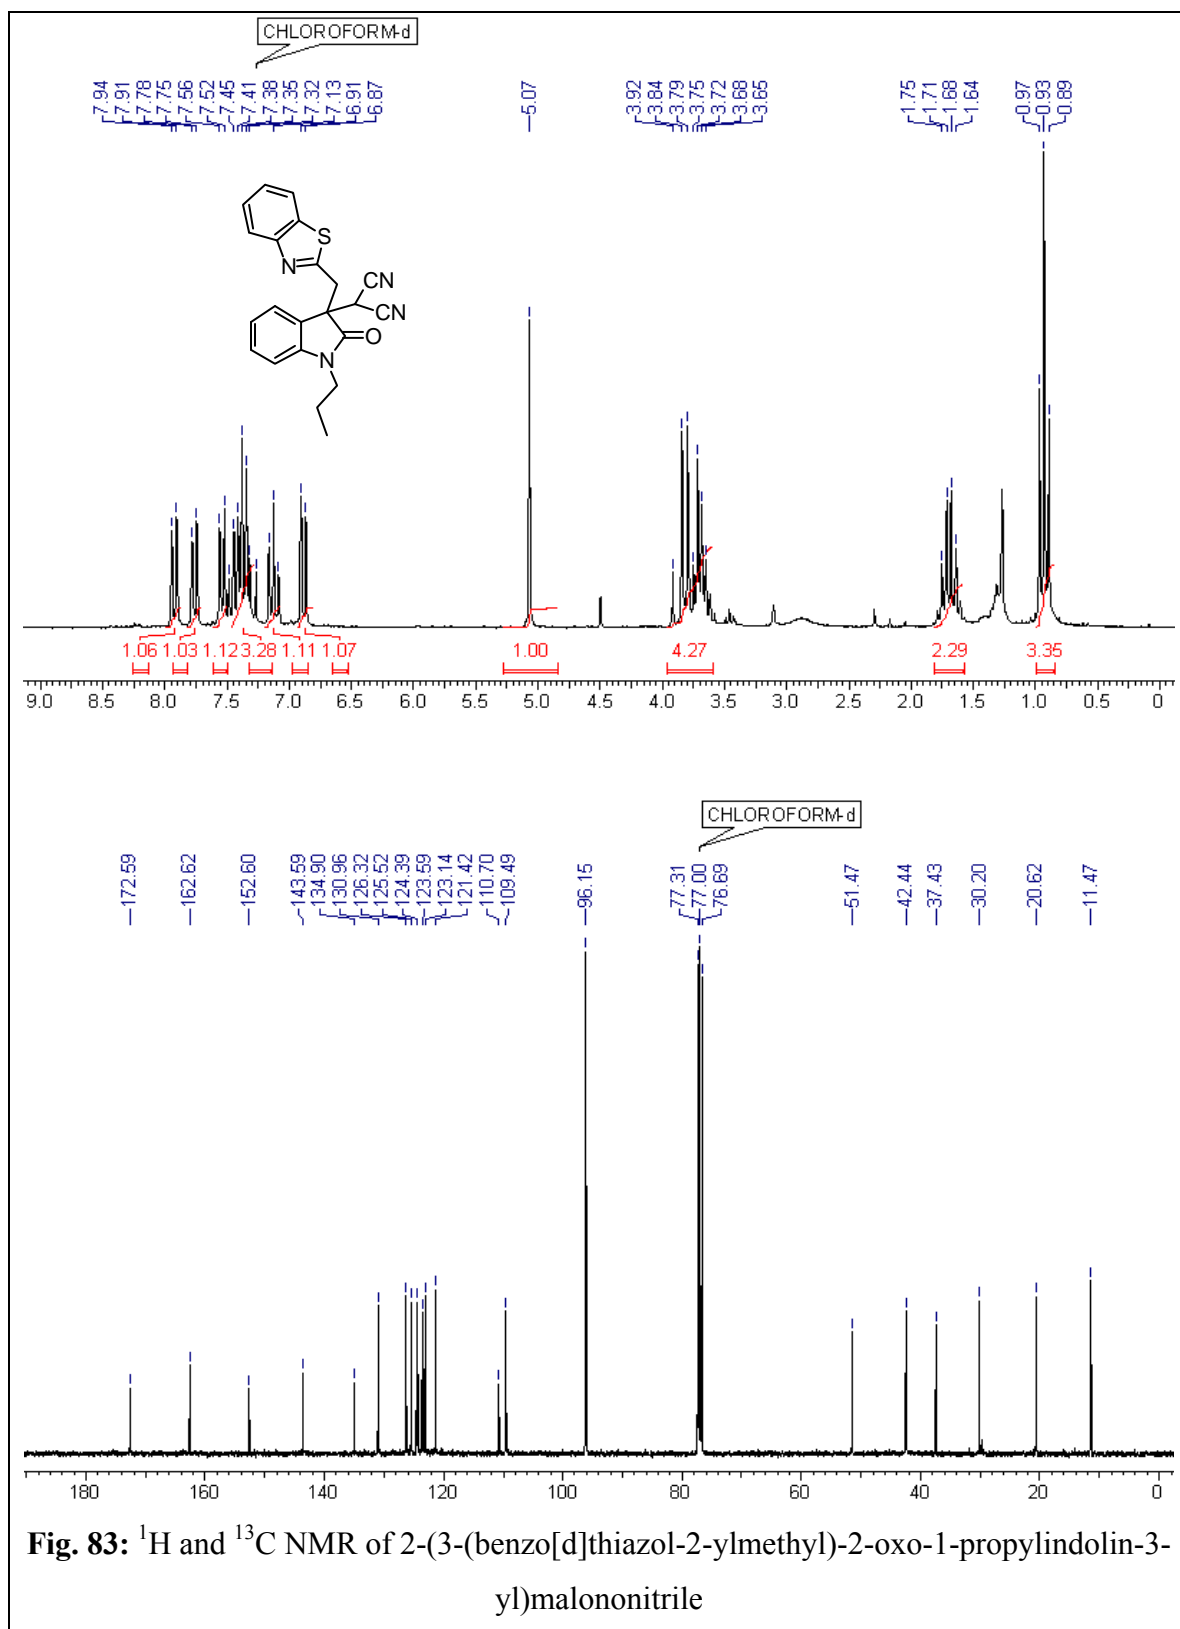 CHLOROFORM-d
7.94 7.91 7.78 7.75 7.56 7.52 7.45 7.41 7.38 7.35 7.32 7.13 6.91 6.87 5.07 3.92 3.84 3.79 3.75 3.72 3.68 3.65 1.75 1.71 1.68 1.64 0.97 0.93 0.89
S
N
CN
CN
O
N
1.06 1.03 1.12 3.28 1.11 1.07 1.00 4.27 2.29 3.35
9.0 8.5 8.0 7.5 7.0 6.5 6.0 5.5 5.0 4.5 4.0 3.5 3.0 2.5 2.0 1.5 1.0 0.5 0
CHLOROFORM-d
172.59 162.62 152.60 143.59 134.90 130.96 126.32 125.52 124.39 123.59 123.14 121.42 110.70 109.49 96.15 77.31 77.00 76.69 51.47 42.44 37.43 30.20 20.62 11.47
180 160 140 120 100 80 60 40 20 0
Fig. 83: ¹H and ¹³C NMR of 2-(3-(benzo[d]thiazol-2-ylmethyl)-2-oxo-1-propylindolin-3-
yl)malononitrile